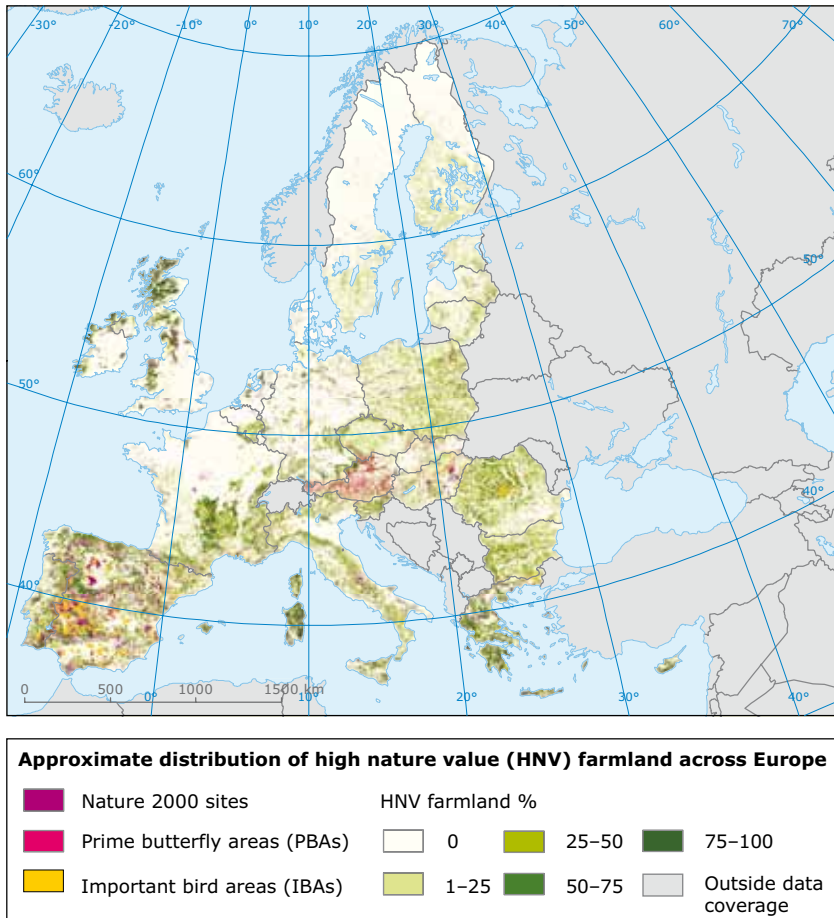 -30° -20° -10° 0° 10° 20° 30° 40° 50° 60° 70°
60°
50°
50°
40°
40°
0 500 1000 1500 km
0° 10° 20° 30° 40°
Approximate distribution of high nature value (HNV) farmland across Europe
Nature 2000 sites HNV farmland %
Prime butterfly areas (PBAs) 0 25–50 75–100
Important bird areas (IBAs) 1–25 50–75 Outside data
coverage